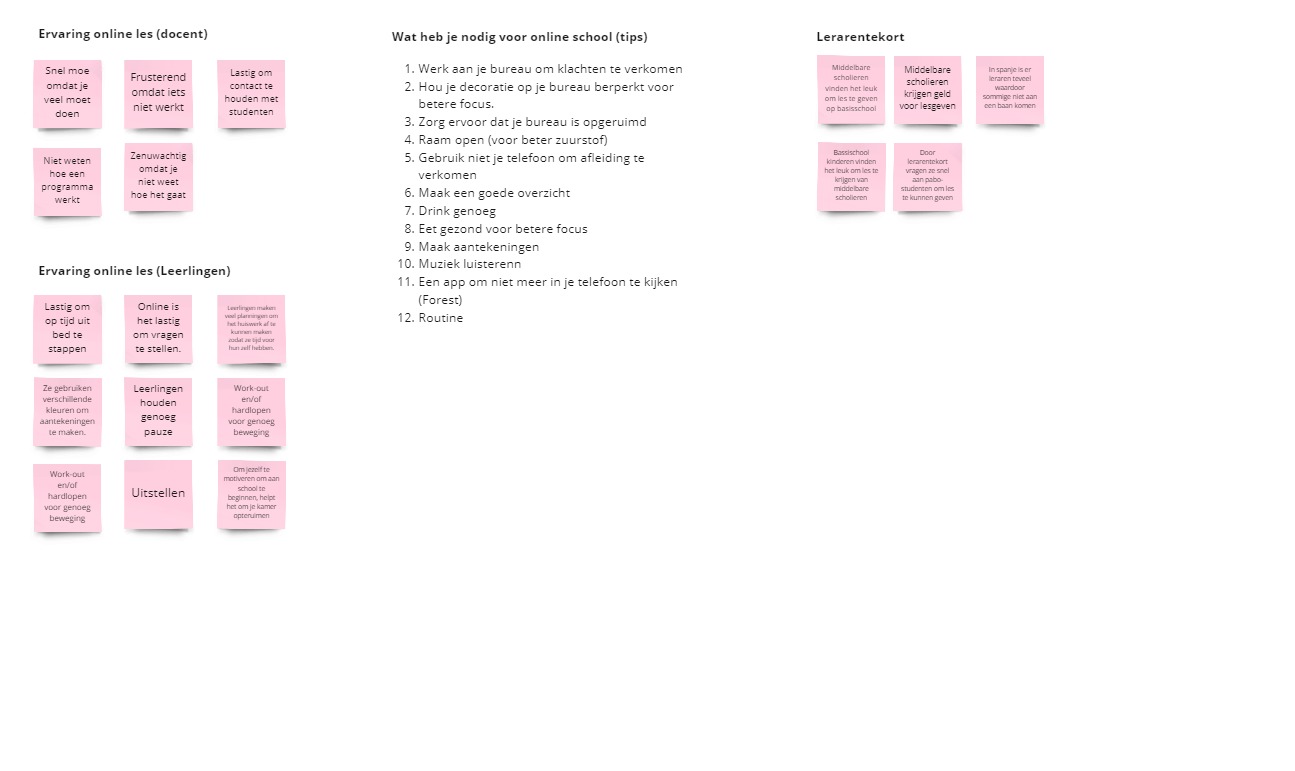 Ervaring online les (docent)
Snel moe
omdat je
veel moet
doen
Frusterend
omdat iets
niet werkt
Lastig om
contact te
houden met
studenten
Niet weten
hoe een
programma
werkt
Zenuwachtig
omdat je
niet weet
hoe het gaat
Ervaring online les (Leerlingen)
Lastig om
op tijd uit
bed te
stappen
Online is
het lastig
om vragen
te stellen.
Leerlingen maken
veel planningen om
het huiswerk af te
kunnen maken
zodat ze tijd voor
hun zelf hebben.
Ze gebruiken
verschillende
kleuren om
aantekeningen
te maken.
Leerlingen
houden
genoeg
pauze
Work-out
en/of
hardlopen
voor genoeg
beweging
Work-out
en/of
hardlopen
voor genoeg
beweging
Uitstellen
Om jezelf te
motiveren om aan
school te
beginnen, helpt
het om je kamer
opteruimen
Wat heb je nodig voor online school (tips)
1. Werk aan je bureau om klachten te verkomen
2. Hou je decoratie op je bureau berperkt voor
betere focus.
3. Zorg ervoor dat je bureau is opgeruimd
4. Raam open (voor beter zuurstof)
5. Gebruik niet je telefoon om afleiding te
verkomen
6. Maak een goede overzicht
7. Drink genoeg
8. Eet gezond voor betere focus
9. Maak aantekeningen
10. Muziek luisterenn
11. Een app om niet meer in je telefoon te kijken
(Forest)
12. Routine
Lerarentekort
Middelbare
scholieren
vinden het leuk
om les te geven
op basisschool
Middelbare
scholieren
krijgen geld
voor lesgeven
In spanje is er
leraren teveel
waardoor
sommige niet aan
een baan komen
Bassischool
kinderen vinden
het leuk om les te
krijgen van
middelbare
scholieren
Door
lerarentekort
vragen ze snel
aan pabo-
studenten om les
te kunnen geven